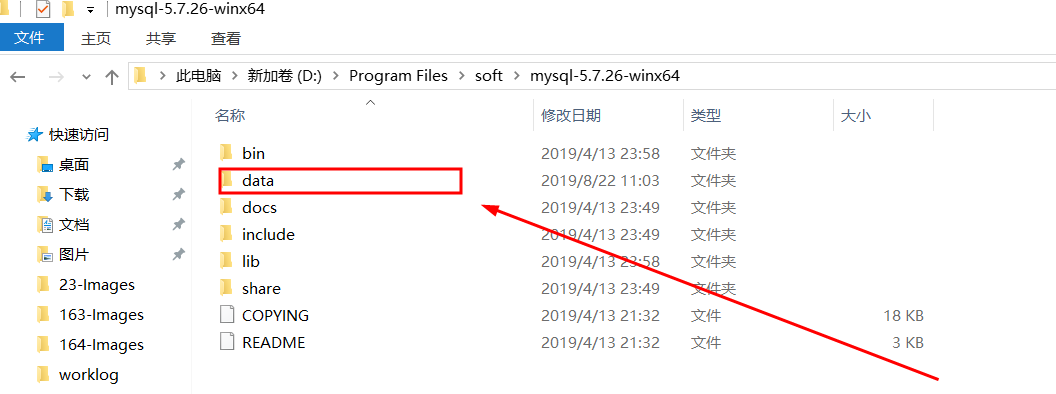 mysql-5.7.26-winx64
文件 主页 共享 查看
此电脑 新加卷 (D:) Program Files soft mysql-5.7.26-winx64
名称 修改日期 类型 大小
快速访问
桌面
下载
文档
图片
23-Images
163-Images
164-Images
worklog
bin 2019/4/13 23:58 文件夹
data 2019/8/22 11:03 文件夹
docs 2019/4/13 23:49 文件夹
include 2019/4/13 23:49 文件夹
lib 2019/4/13 23:58 文件夹
share 2019/4/13 23:49 文件夹
COPYING 2019/4/13 21:32 文件 18 KB
README 2019/4/13 21:32 文件 3 KB